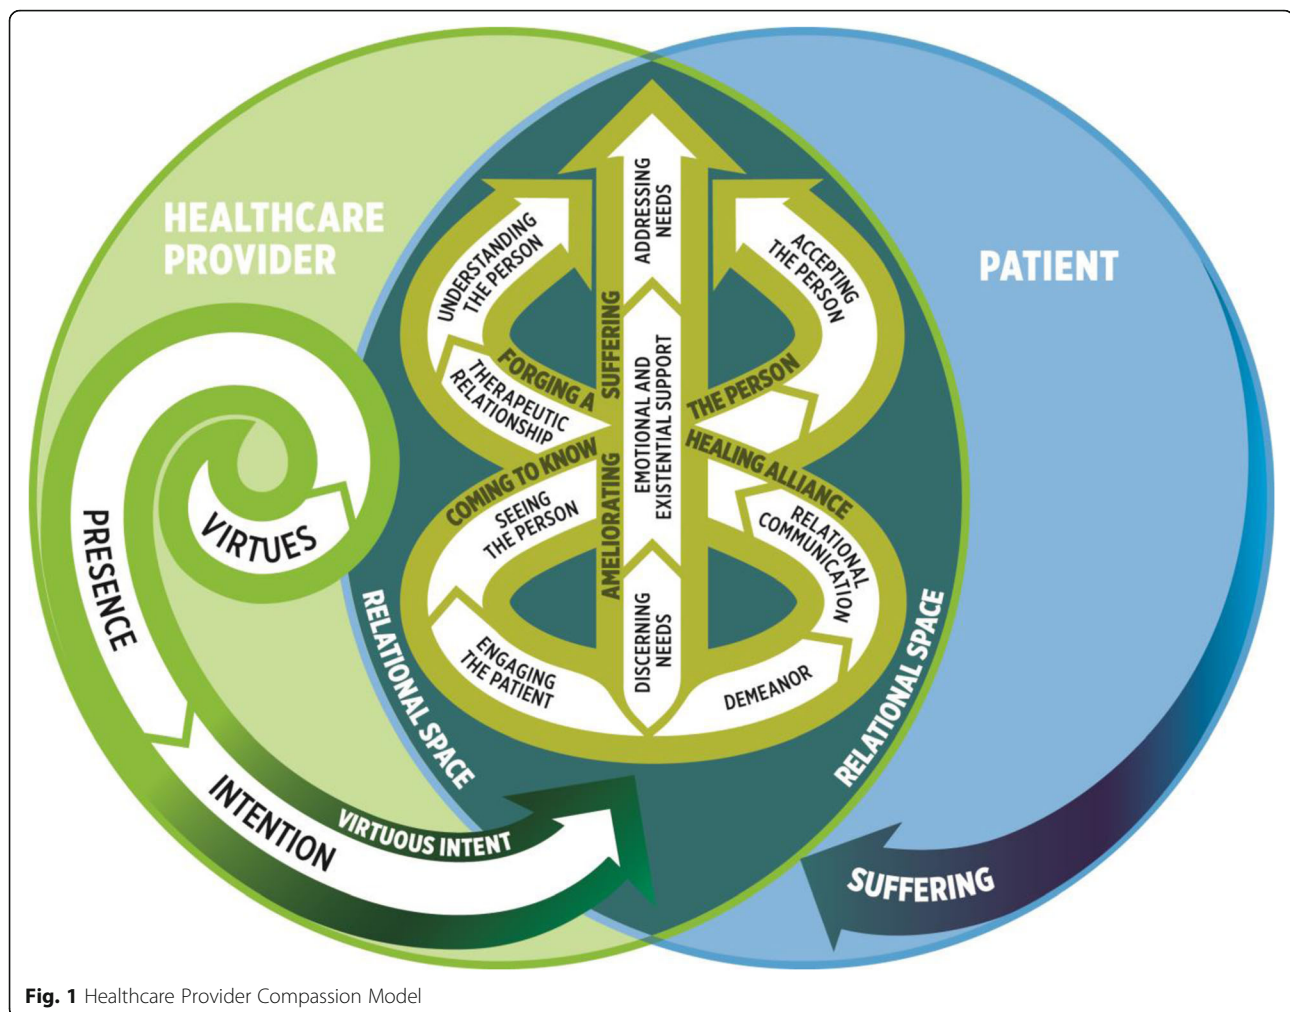 HEALTHCARE
PROVIDER
PATIENT
VIRTUES
PRESENCE
INTENTION
VIRTUOUS INTENT
SUFFERING
RELATIONAL SPACE
RELATIONAL SPACE
ADDRESSING
NEEDS
EMOTIONAL AND
EXISTENTIAL SUPPORT
DISCERNING
NEEDS
AMELIORATING SUFFERING
UNDERSTANDING
THE PERSON
ACCEPTING
THE PERSON
FORGING A
HEALING ALLIANCE
THERAPEUTIC
RELATIONSHIP
COMING TO KNOW
THE PERSON
SEEING
THE PERSON
RELATIONAL
COMMUNICATION
ENGAGING
THE PATIENT
DEMEANOR
Fig. 1 Healthcare Provider Compassion Model